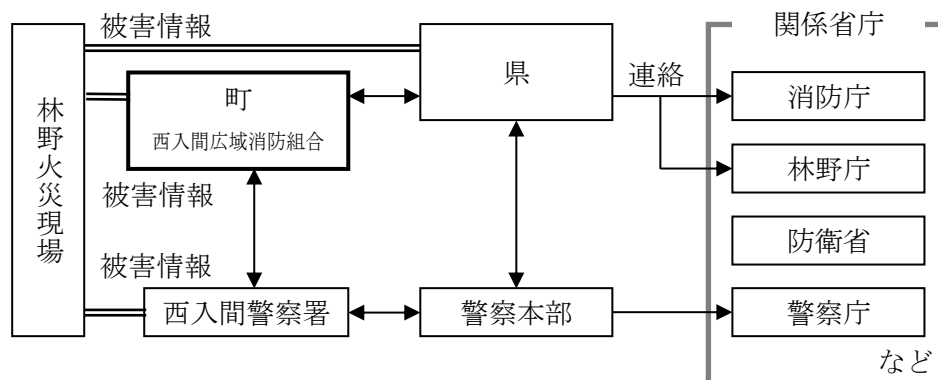 被害情報
関係省庁
県
連絡
消防庁
町
西入間広域消防組合
林野火災現場
林野庁
被害情報
防衛省
被害情報
西入間警察署
警察本部
警察庁
など